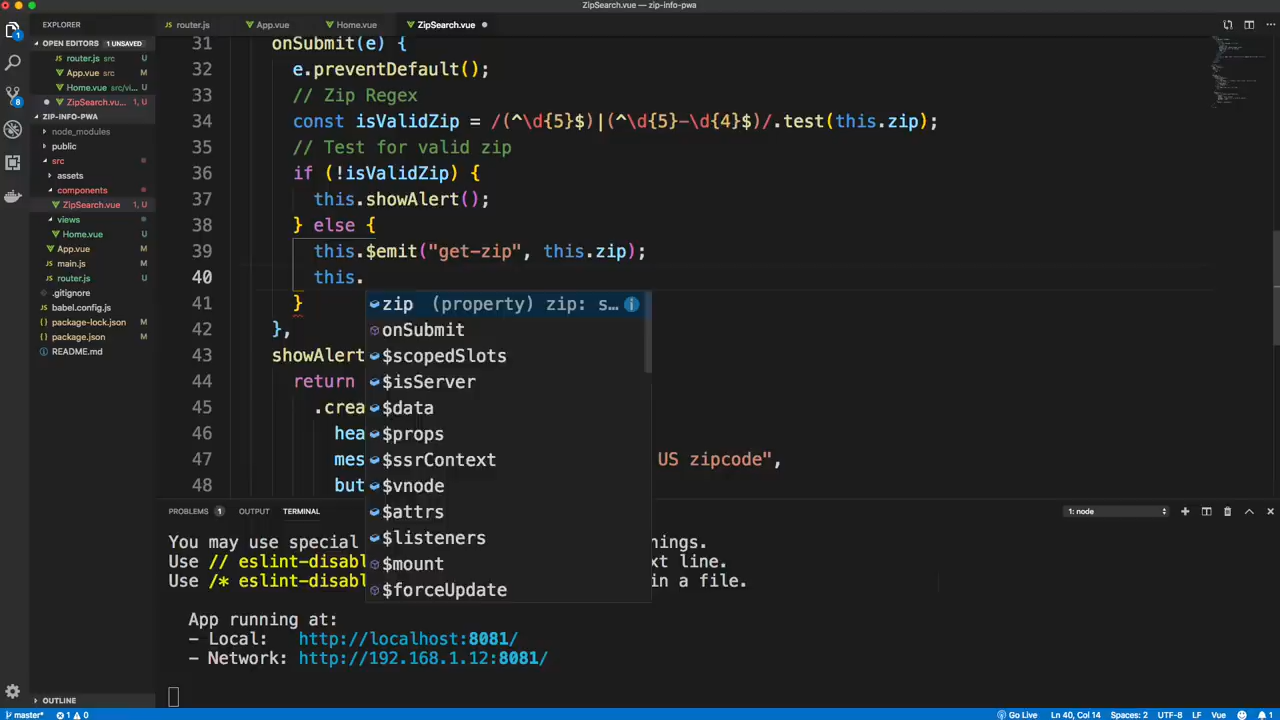 ZipSearch.vue — zip-info-pwa
EXPLORER
router.js
App.vue
Home.vue
ZipSearch.vue
OPEN EDITORS 1 UNSAVED
router.js src U
App.vue src M
Home.vue src/vi... U
ZipSearch.vu... 1, U
ZIP-INFO-PWA
node_modules
public
src
assets
components
ZipSearch.vue 1, U
views
Home.vue U
App.vue M
main.js M
router.js U
.gitignore
babel.config.js
package-lock.json M
package.json M
README.md
OUTLINE
31 onSubmit(e) {
32 e.preventDefault();
33 // Zip Regex
34 const isValidZip = /(^\d{5}$)|(^\d{5}-\d{4}$)/.test(this.zip);
35 // Test for valid zip
36 if (!isValidZip) {
37 this.showAlert();
38 } else {
39 this.$emit("get-zip", this.zip);
40 this.
41 }
42 },
43 showAlert
44 return
45 .crea
46 hea
47 mes US zipcode",
48 but
zip (property) zip: s...
onSubmit
$scopedSlots
$isServer
$data
$props
$ssrContext
$vnode
$attrs
$listeners
$mount
$forceUpdate
PROBLEMS 1 OUTPUT TERMINAL 1: node
You may use special nings.
Use // eslint-disabl xt line.
Use /* eslint-disabl in a file.
App running at:
- Local: http://localhost:8081/
- Network: http://192.168.1.12:8081/
master* 1 0 Go Live Ln 40, Col 14 Spaces: 2 UTF-8 LF Vue 1